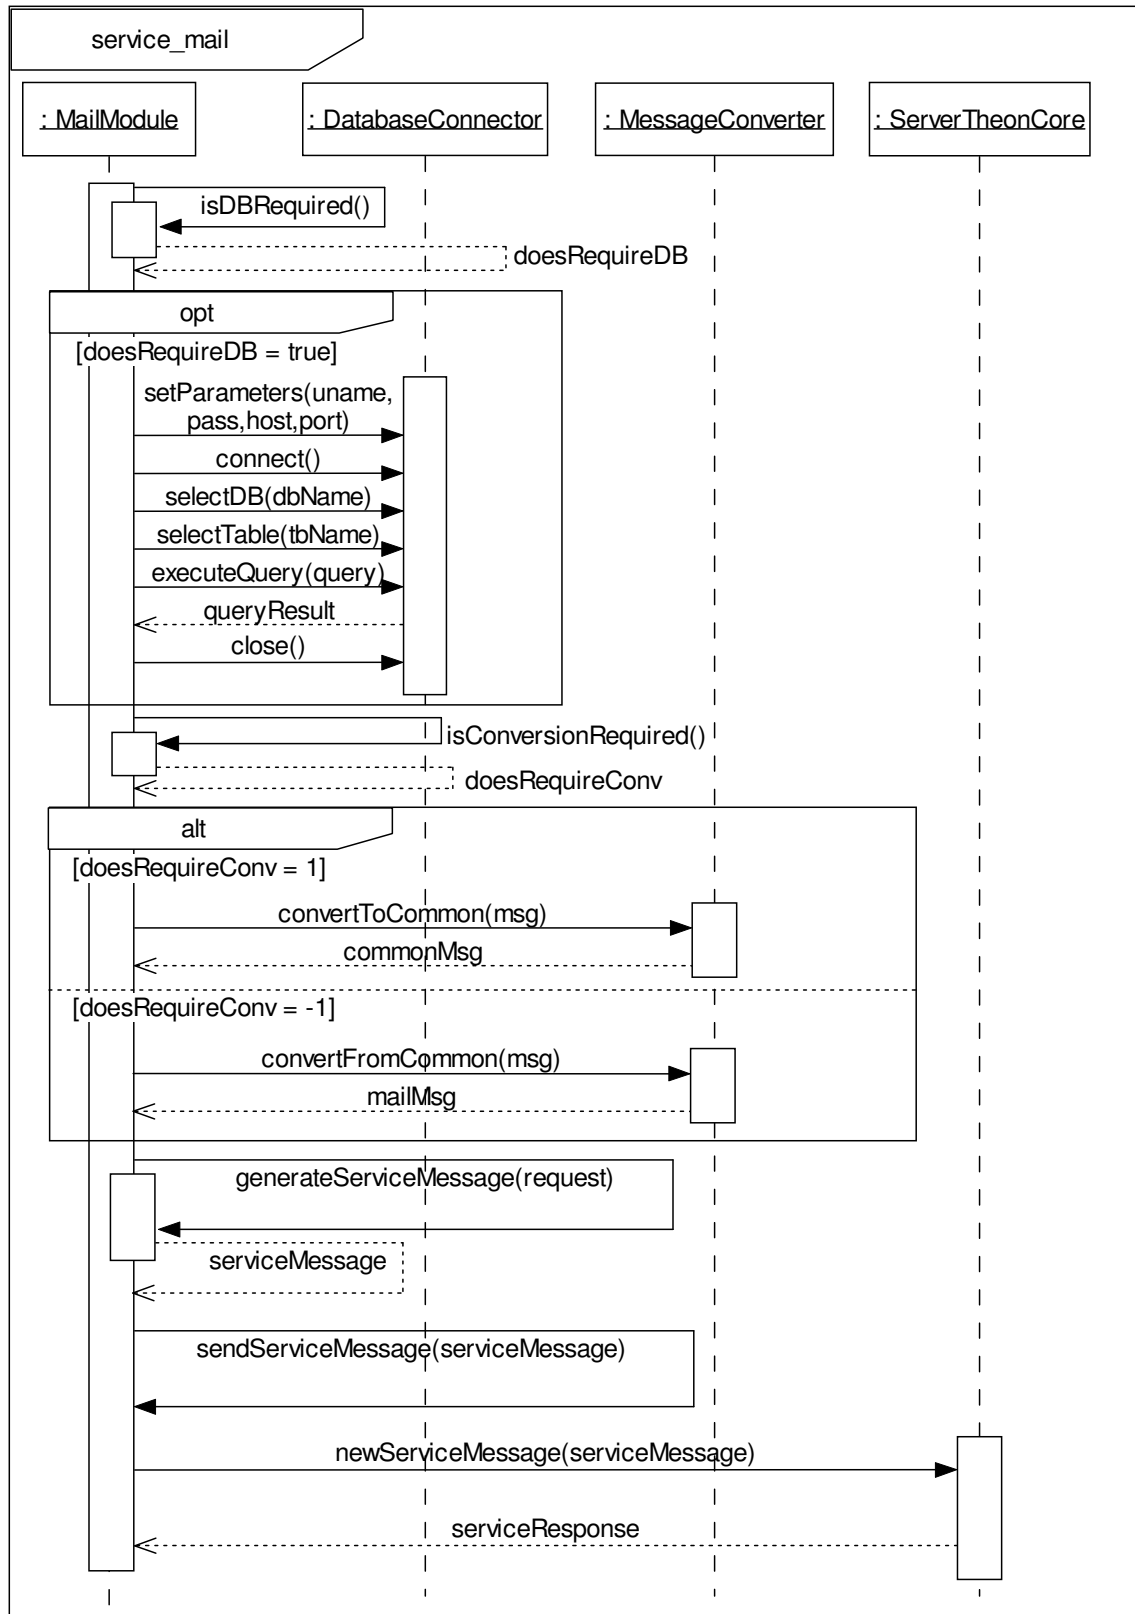 service_mail
: MailModule
: DatabaseConnector
: MessageConverter
: ServerTheonCore
isDBRequired()
doesRequireDB
opt
[doesRequireDB = true]
setParameters(uname,
pass,host,port)
connect()
selectDB(dbName)
selectTable(tbName)
executeQuery(query)
queryResult
close()
isConversionRequired()
doesRequireConv
alt
[doesRequireConv = 1]
convertToCommon(msg)
commonMsg
[doesRequireConv = -1]
convertFromCommon(msg)
mailMsg
generateServiceMessage(request)
serviceMessage
sendServiceMessage(serviceMessage)
newServiceMessage(serviceMessage)
serviceResponse